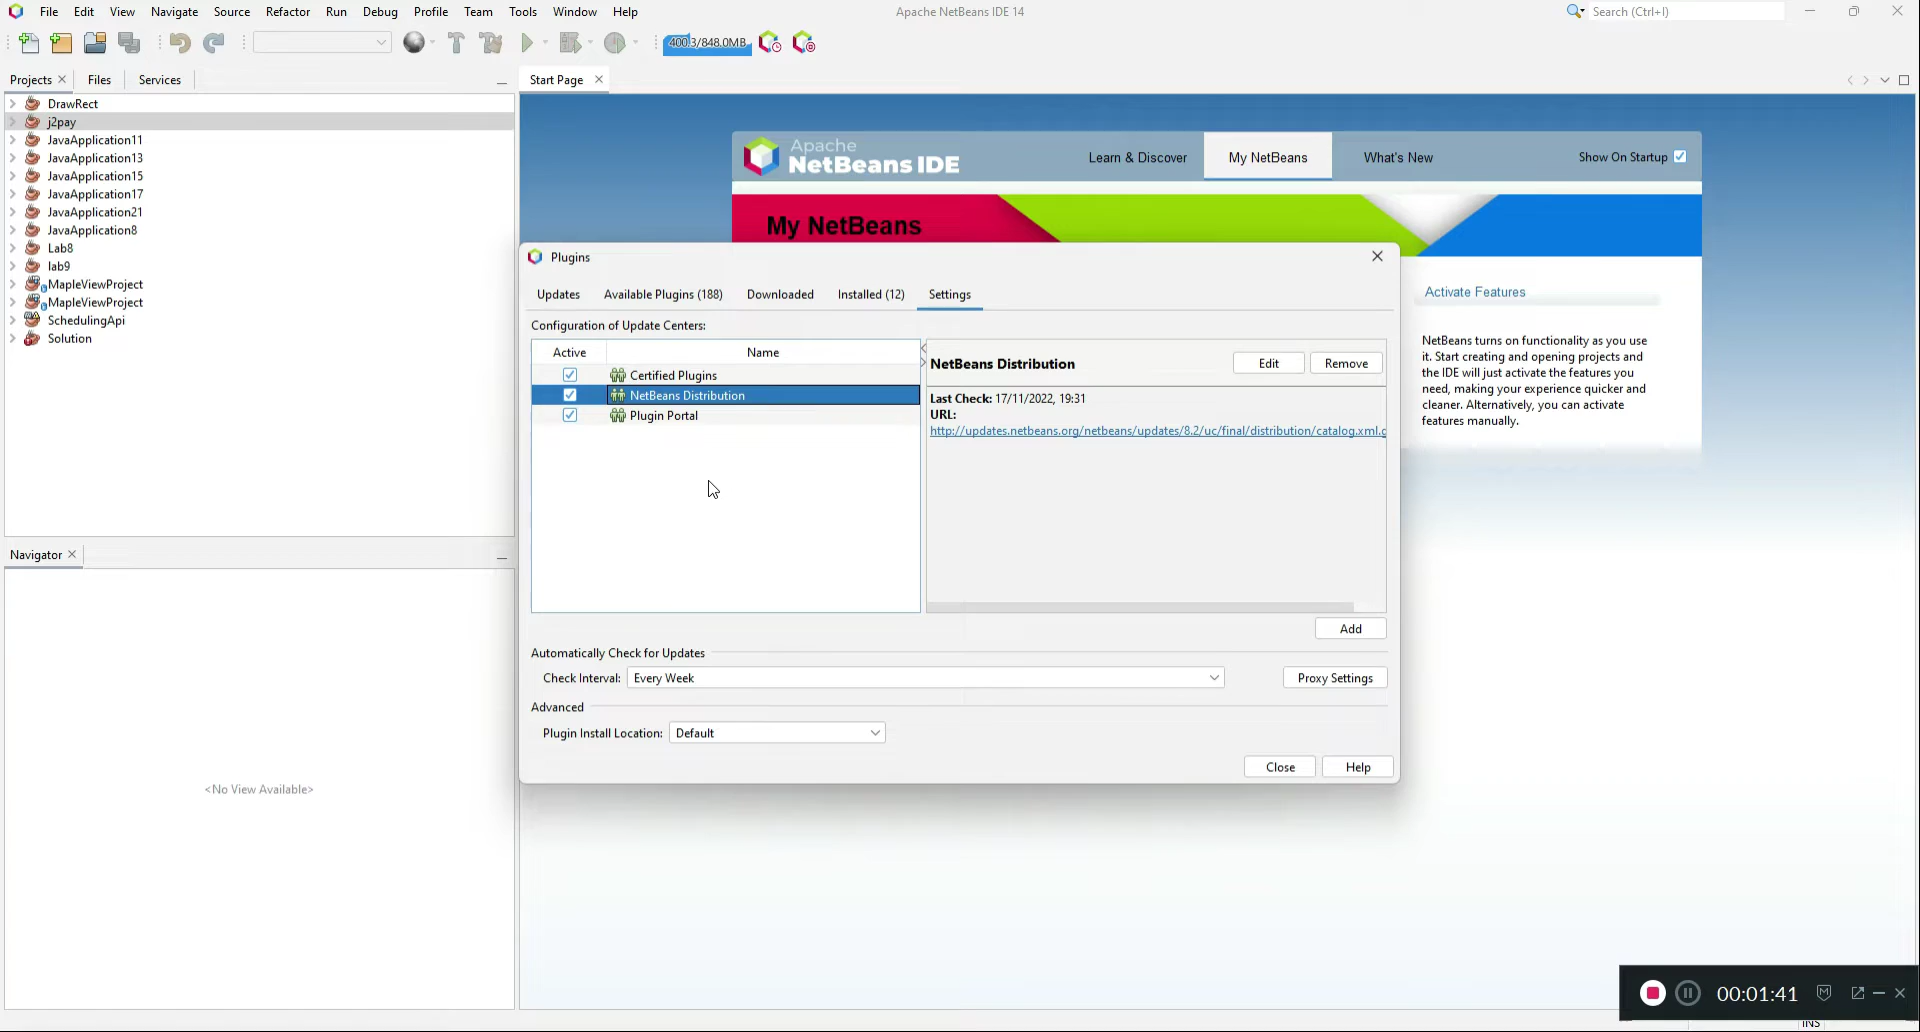 File Edit View Navigate Source Refactor Run Debug Profile Team Tools Window Help
Apache NetBeans IDE 14
Search (Ctrl+I)
400.3/848.0MB
Projects Files Services
Start Page
DrawRect
j2pay
JavaApplication11
JavaApplication13
JavaApplication15
JavaApplication17
JavaApplication21
JavaApplication8
Lab8
lab9
MapleViewProject
MapleViewProject
SchedulingApi
Solution
Navigator
<No View Available>
Apache
NetBeans IDE
Learn & Discover My NetBeans What's New Show On Startup
My NetBeans
Activate Features
NetBeans turns on functionality as you use
it. Start creating and opening projects and
the IDE will just activate the features you
need, making your experience quicker and
cleaner. Alternatively, you can activate
features manually.
Plugins
Updates Available Plugins (188) Downloaded Installed (12) Settings
Configuration of Update Centers:
Active Name
Certified Plugins
NetBeans Distribution
Plugin Portal
NetBeans Distribution Edit Remove
Last Check: 17/11/2022, 19:31
URL:
http://updates.netbeans.org/netbeans/updates/8.2/uc/final/distribution/catalog.xml.g
Add
Automatically Check for Updates
Check Interval: Every Week Proxy Settings
Advanced
Plugin Install Location: Default
Close Help
00:01:41
INS